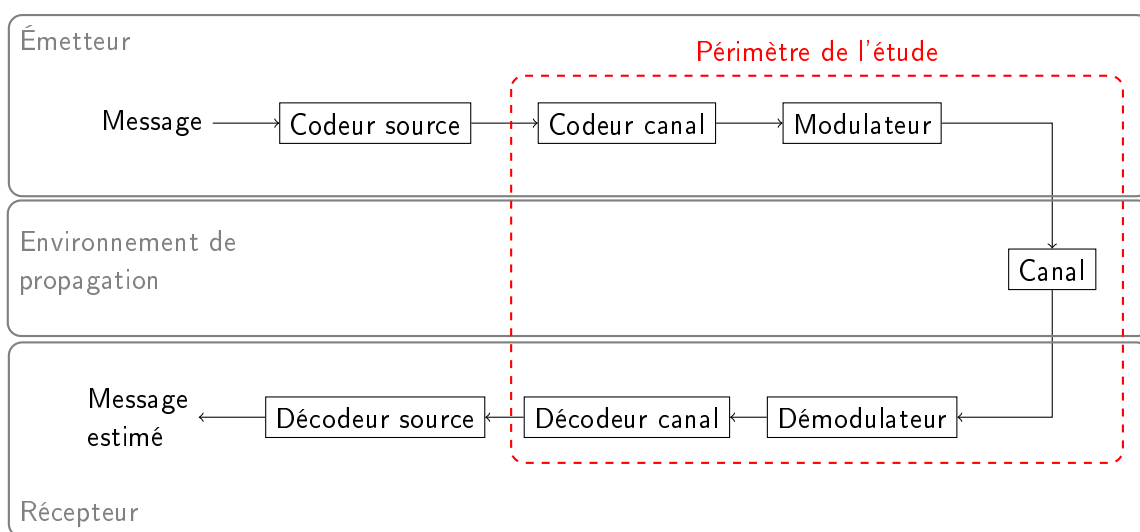 Émetteur
Périmètre de l'étude
Message
Codeur source
Codeur canal
Modulateur
Environnement de
propagation
Canal
Message
estimé
Décodeur source
Décodeur canal
Démodulateur
Récepteur